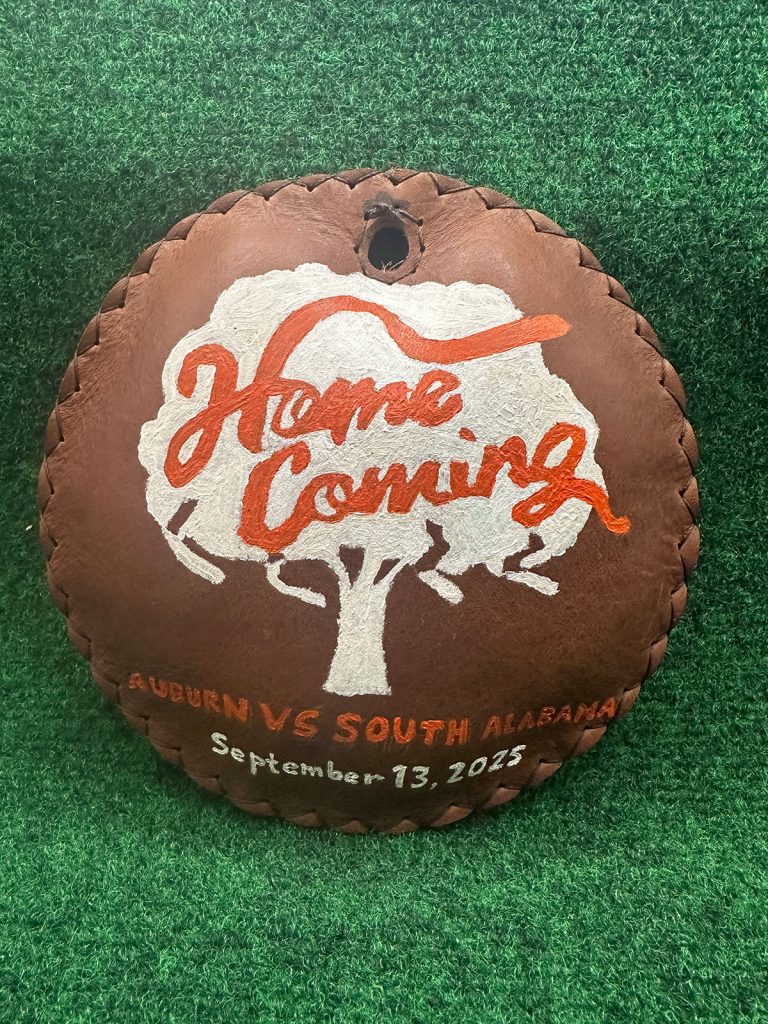 Home
Coming
AUBURN VS SOUTH ALABAMA
September 13, 2025